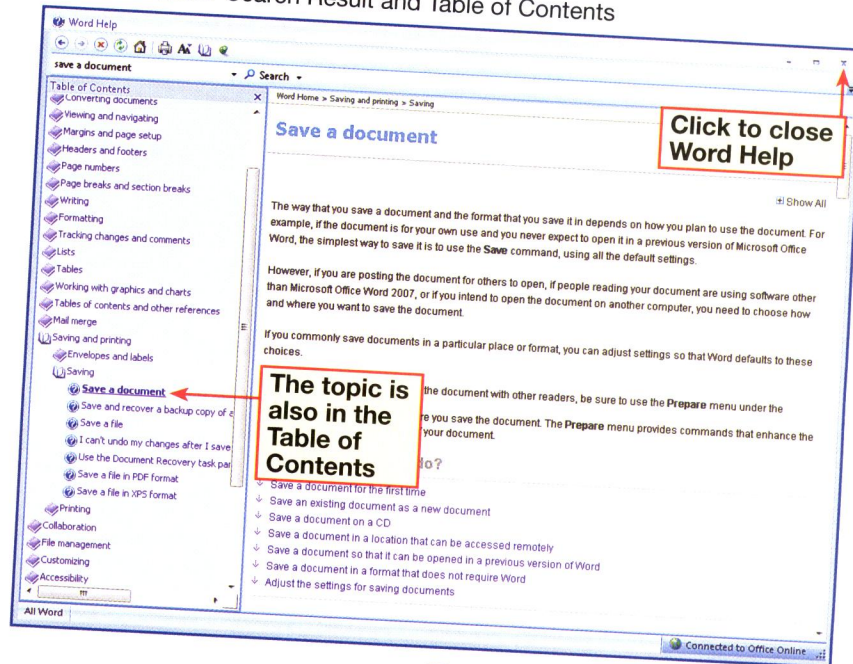 Search Result and Table of Contents
Word Help
save a document
Search
Table of Contents
Converting documents
Viewing and navigating
Margins and page setup
Headers and footers
Page numbers
Page breaks and section breaks
Writing
Formatting
Tracking changes and comments
Lists
Tables
Working with graphics and charts
Tables of contents and other references
Mail merge
Saving and printing
Envelopes and labels
Saving
Save a document
Save and recover a backup copy of a
Save a file
I can't undo my changes after I save
Use the Document Recovery task pan
Save a file in PDF format
Save a file in XPS format
Printing
Collaboration
File management
Customizing
Accessibility
All Word
Word Home > Saving and printing > Saving
Save a document
Click to close
Word Help
Show All
The way that you save a document and the format that you save it in depends on how you plan to use the document. For
example, if the document is for your own use and you never expect to open it in a previous version of Microsoft Office
Word, the simplest way to save it is to use the Save command, using all the default settings.
However, if you are posting the document for others to open, if people reading your document are using software other
than Microsoft Office Word 2007, or if you intend to open the document on another computer, you need to choose how
and where you want to save the document.
If you commonly save documents in a particular place or format, you can adjust settings so that Word defaults to these
choices.
The topic is
also in the
Table of
Contents
the document with other readers, be sure to use the Prepare menu under the
re you save the document. The Prepare menu provides commands that enhance the
your document.
do?
Save a document for the first time
Save an existing document as a new document
Save a document on a CD
Save a document in a location that can be accessed remotely
Save a document so that it can be opened in a previous version of Word
Save a document in a format that does not require Word
Adjust the settings for saving documents
Connected to Office Online